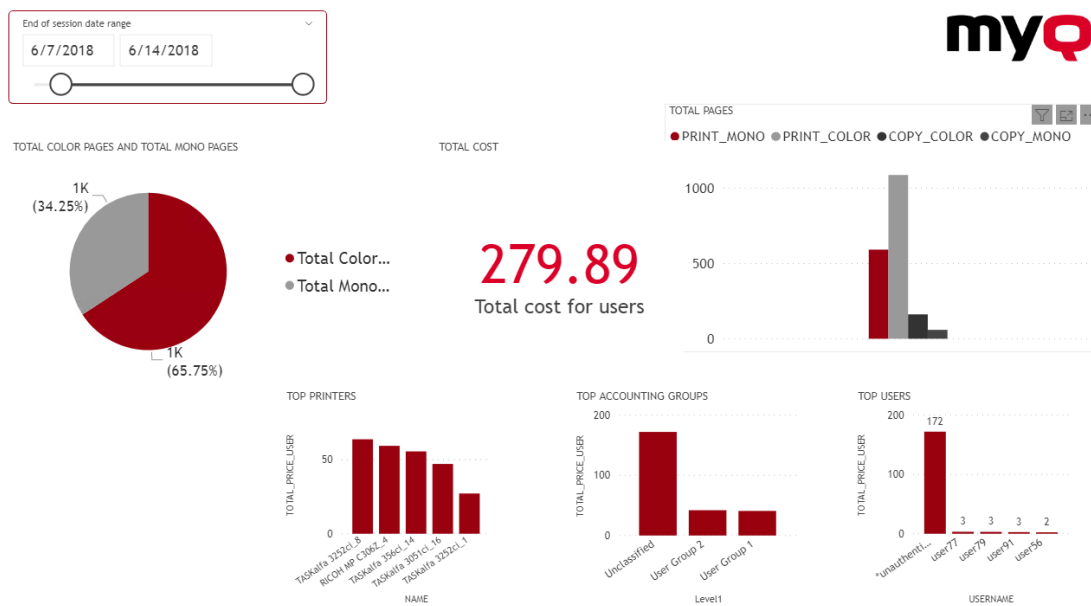 End of session date range
6/7/2018
6/14/2018
myQ
TOTAL PAGES
PRINT_MONO PRINT_COLOR COPY_COLOR COPY_MONO
1000
500
0
TOTAL COLOR PAGES AND TOTAL MONO PAGES
1K
(34.25%)
1K
(65.75%)
Total Color...
Total Mono...
TOTAL COST
279.89
Total cost for users
TOP PRINTERS
TOTAL_PRICE_USER
50
0
TASKalfa 3252ci_8
RICOH MP C306Z_4
TASKalfa 356ci_14
TASKalfa 3051ci_16
TASKalfa 3252ci_1
NAME
TOP ACCOUNTING GROUPS
TOTAL_PRICE_USER
200
100
0
Unclassified
User Group 2
User Group 1
Level1
TOP USERS
TOTAL_PRICE_USER
200
100
0
172
3
3
3
2
*unauthenti...
user77
user79
user91
user56
USERNAME